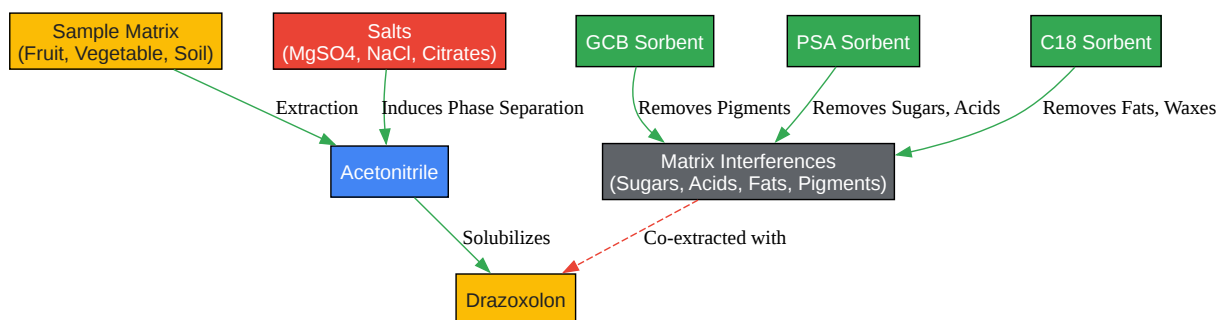 Sample Matrix
(Fruit, Vegetable, Soil)
Salts
(MgSO4, NaCl, Citrates)
GCB Sorbent
PSA Sorbent
C18 Sorbent
Extraction
Induces Phase Separation
Removes Pigments
Removes Sugars, Acids
Removes Fats, Waxes
Acetonitrile
Matrix Interferences
(Sugars, Acids, Fats, Pigments)
Solubilizes
Co-extracted with
Drazoxolon